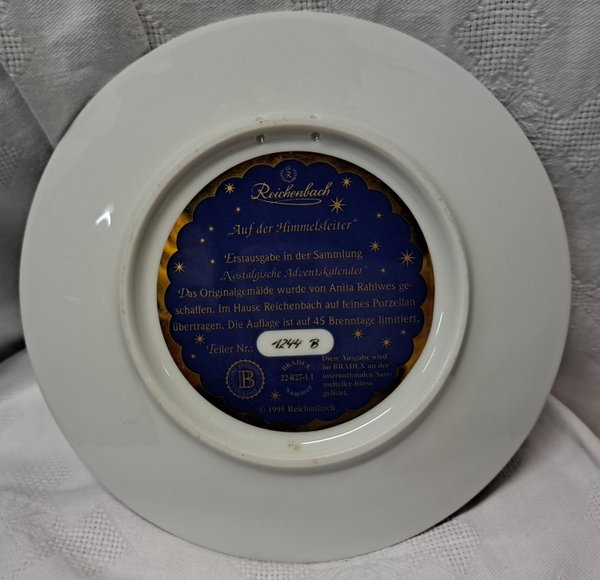 Reichenbach
„Auf der Himmelsleiter"
Erstausgabe in der Sammlung
„Nostalgische Adventskalender"
Das Originalgemälde wurde von Anita Rahlwes ge-
schaffen. Im Hause Reichenbach auf feines Porzellan
übertragen. Die Auflage ist auf 45 Brenntage limitiert.
Teller Nr.: 1244 B
BRADEX
22-R27-4.1
Nummer
B
Diese Ausgabe wird
im BRADEX an der
internationalen Sam-
melteller-Börse
gelistet.
© 1995 Reichenbach